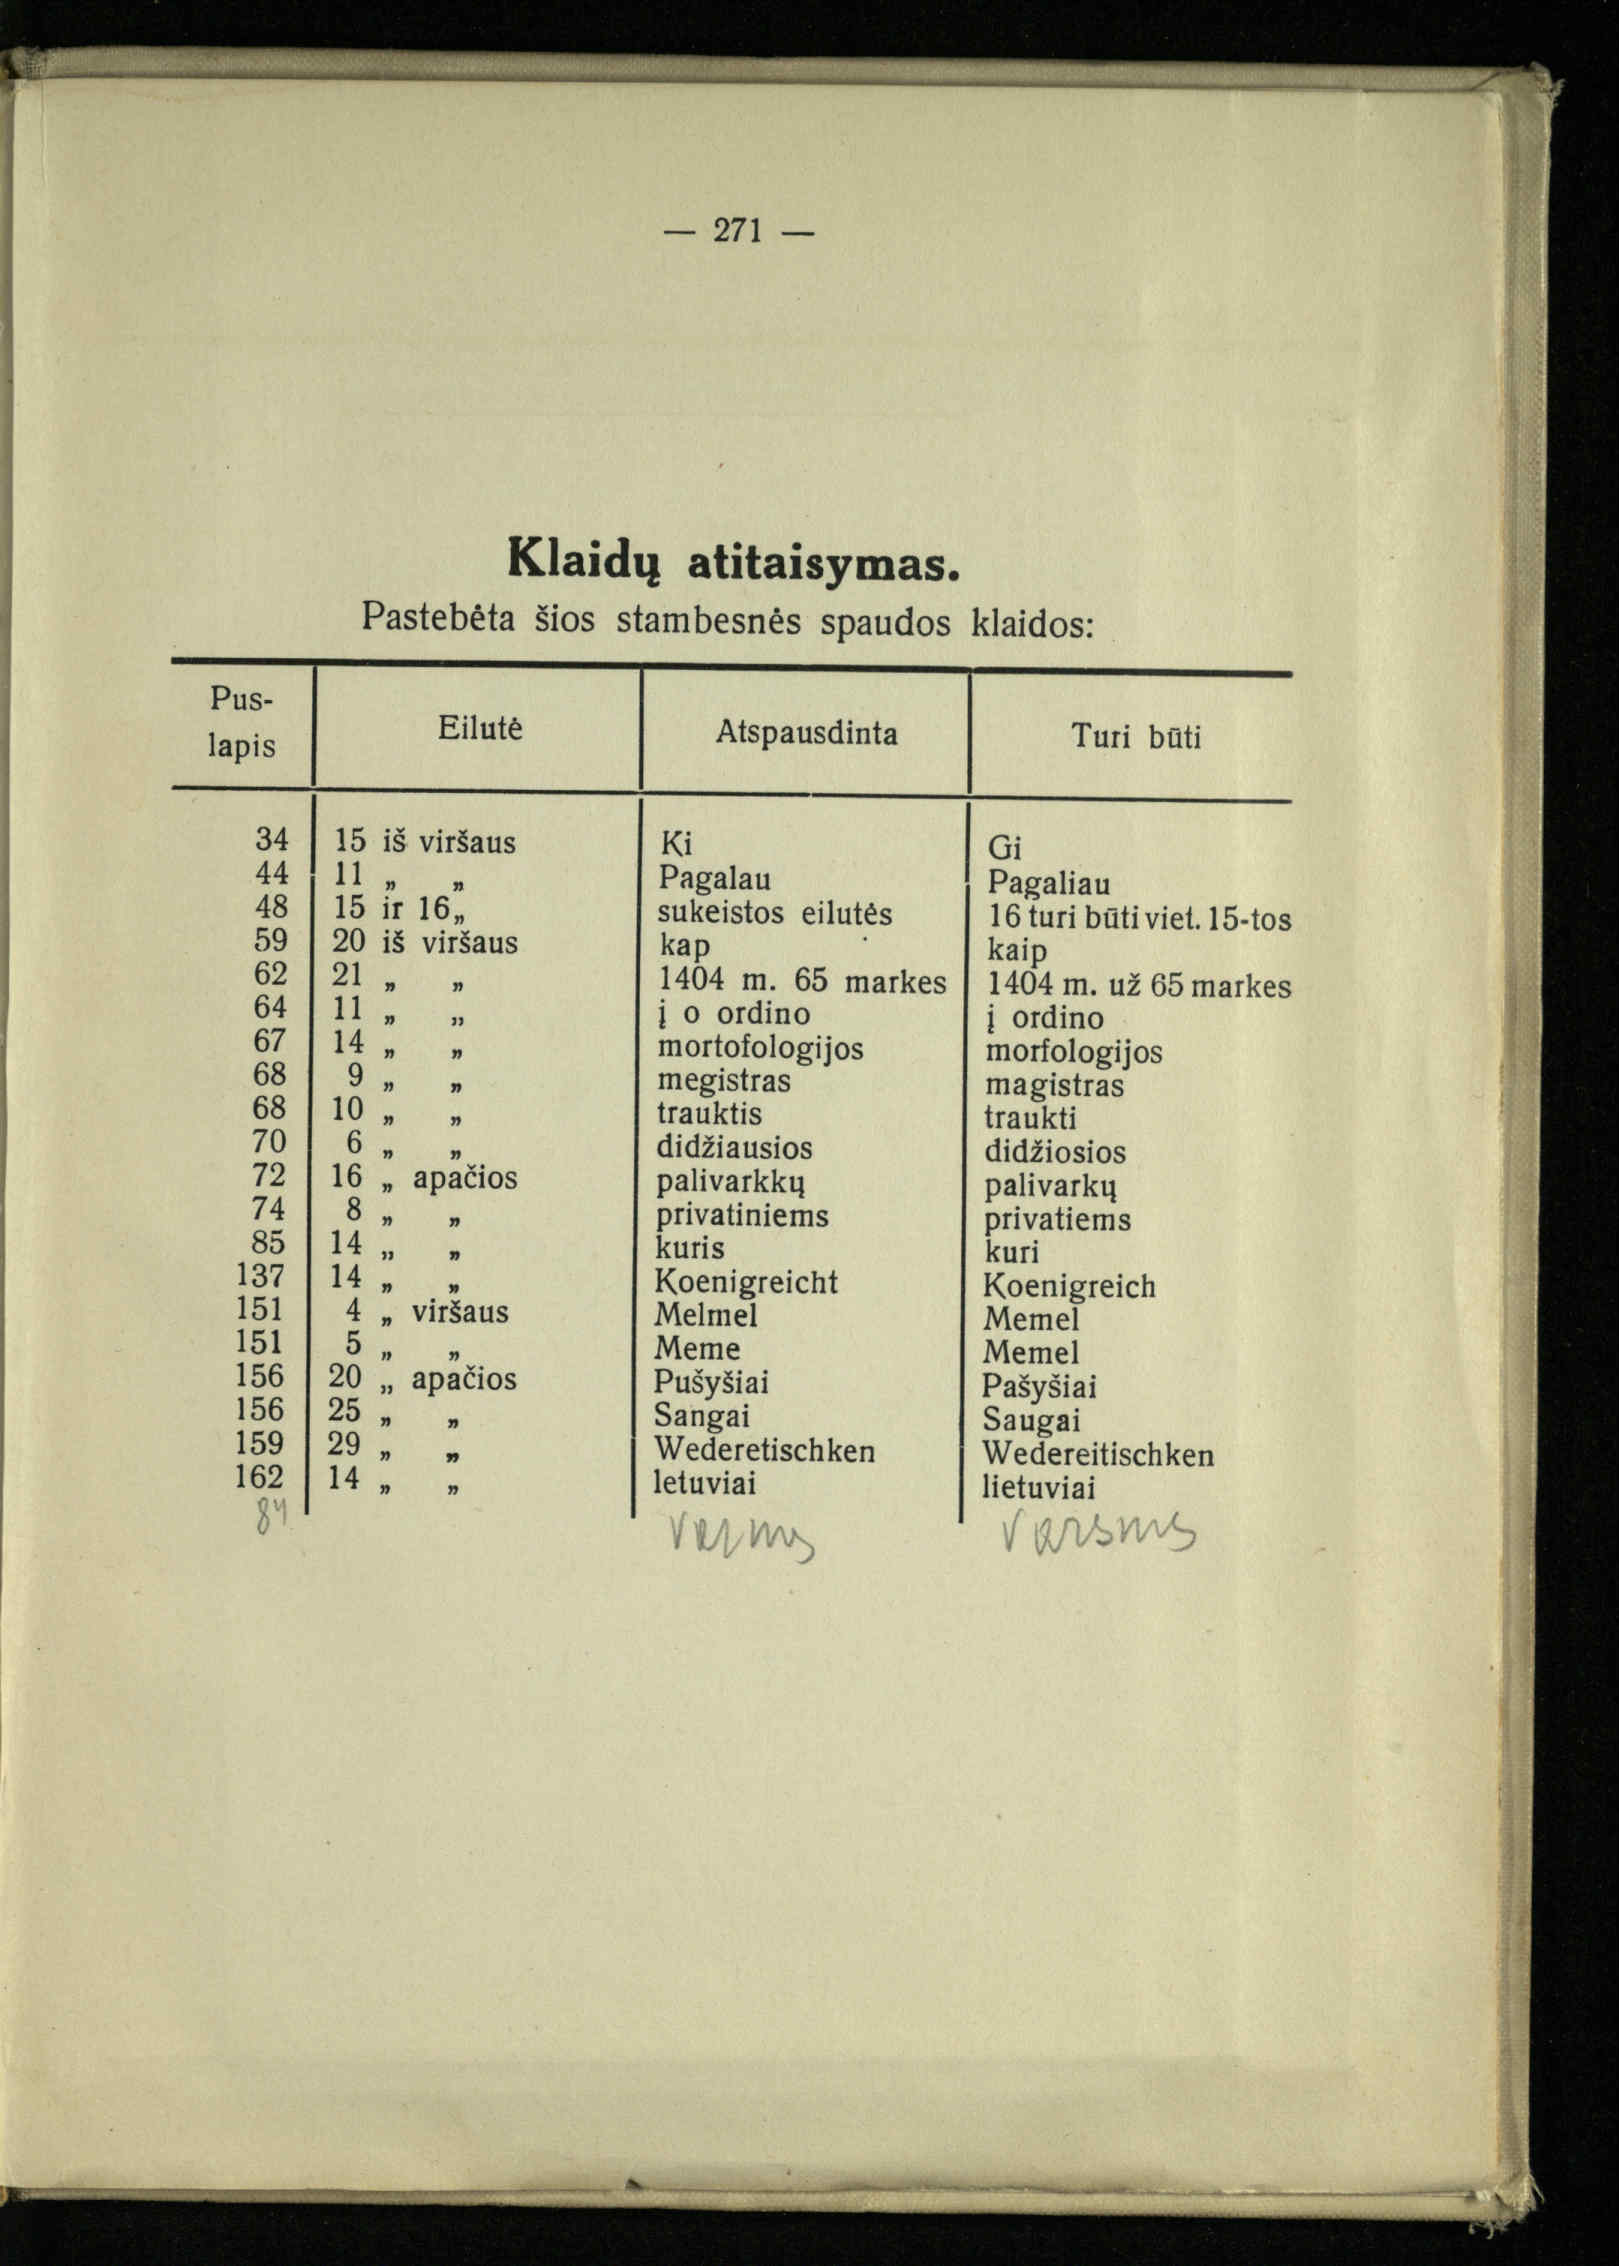 — 271 —
Klaidų atitaisymas.
Pastebėta šios stambesnės spaudos klaidos:
Pus-
lapis Eilutė Atspausdinta Turi būti
34 15 iš viršaus Ki Gi
44 11 „ „ Pagalau Pagaliau
48 15 ir 16 „ sukeistos eilutės 16 turi būti viet. 15-tos
59 20 iš viršaus kap kaip
62 21 „ „ 1404 m. 65 markes 1404 m. už 65 markes
64 11 „ „ į o ordino į ordino
67 14 „ „ mortofologijos morfologijos
68 9 „ „ megistras magistras
68 10 „ „ trauktis traukti
70 6 „ „ didžiausios didžiosios
72 16 „ apačios palivarkkų palivarkų
74 8 „ „ privatiniems privatiems
85 14 „ „ kuris kuri
137 14 „ „ Koenigreicht Koenigreich
151 4 „ viršaus Melmel Memel
151 5 „ „ Meme Memel
156 20 „ apačios Pušyšiai Pašyšiai
156 25 „ „ Sangai Saugai
159 29 „ „ Wederetischken Wedereitischken
162 14 „ „ letuviai lietuviai
84